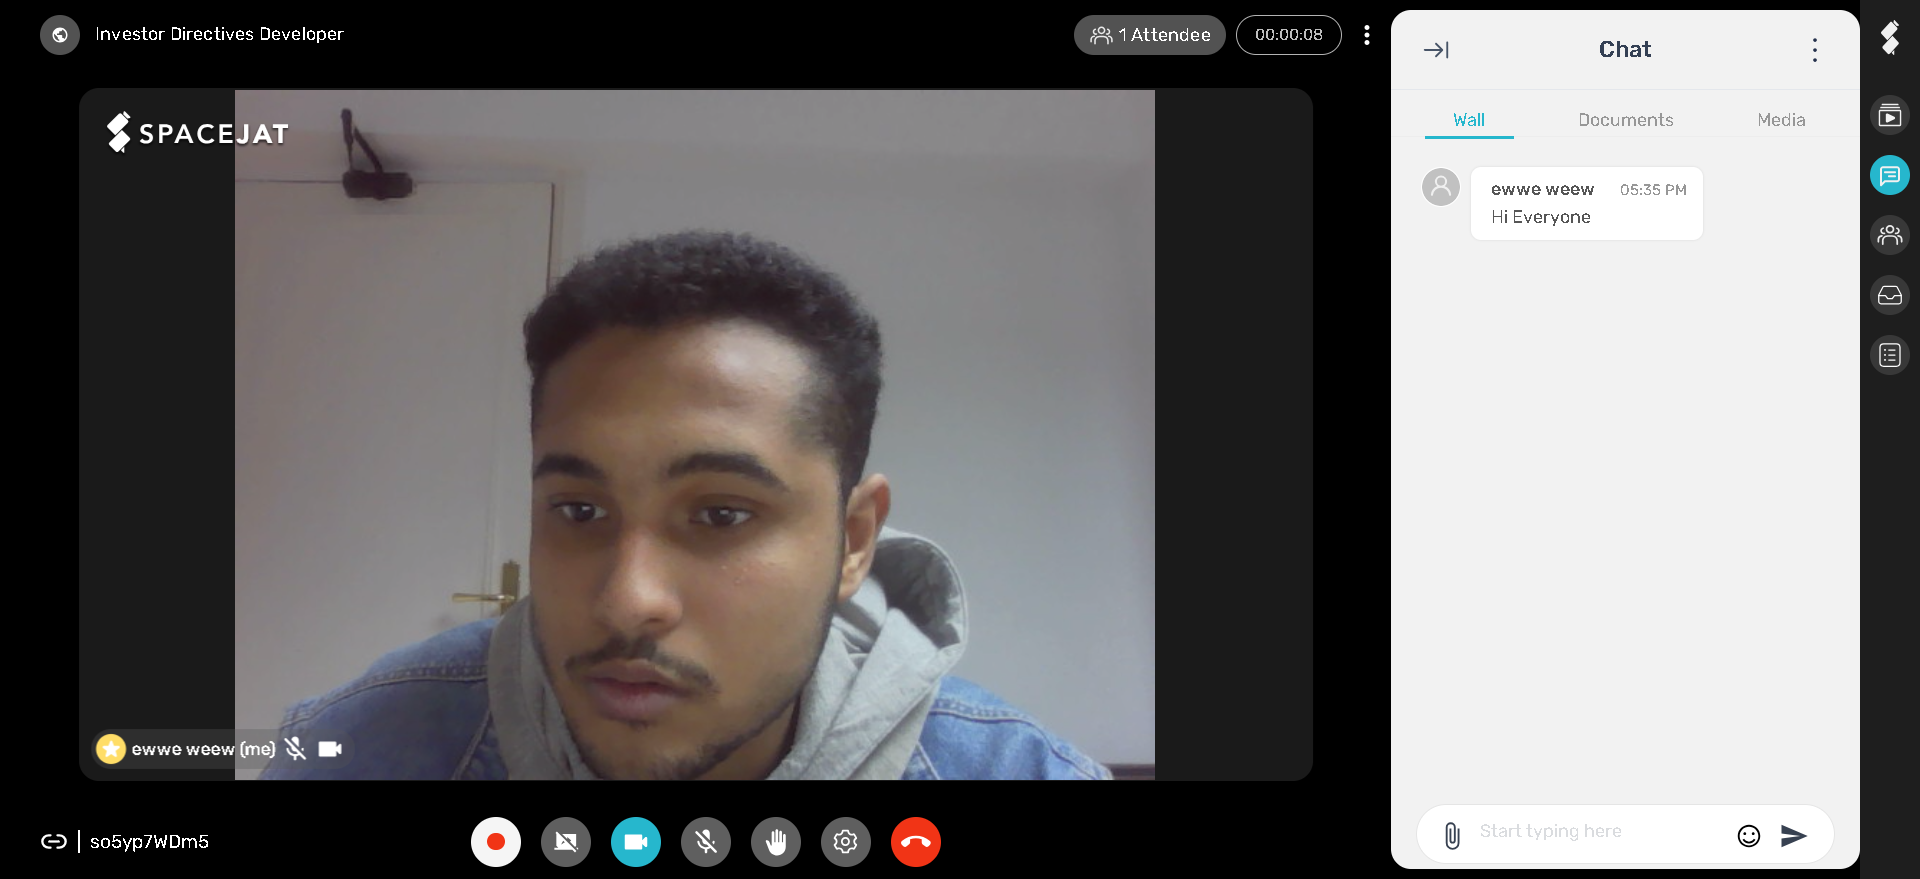 Investor Directives Developer
1 Attendee
00:00:08
SPACEJAT
ewwe weew (me)
so5yp7WDm5
Chat
Wall
Documents
Media
ewwe weew 05:35 PM
Hi Everyone
Start typing here